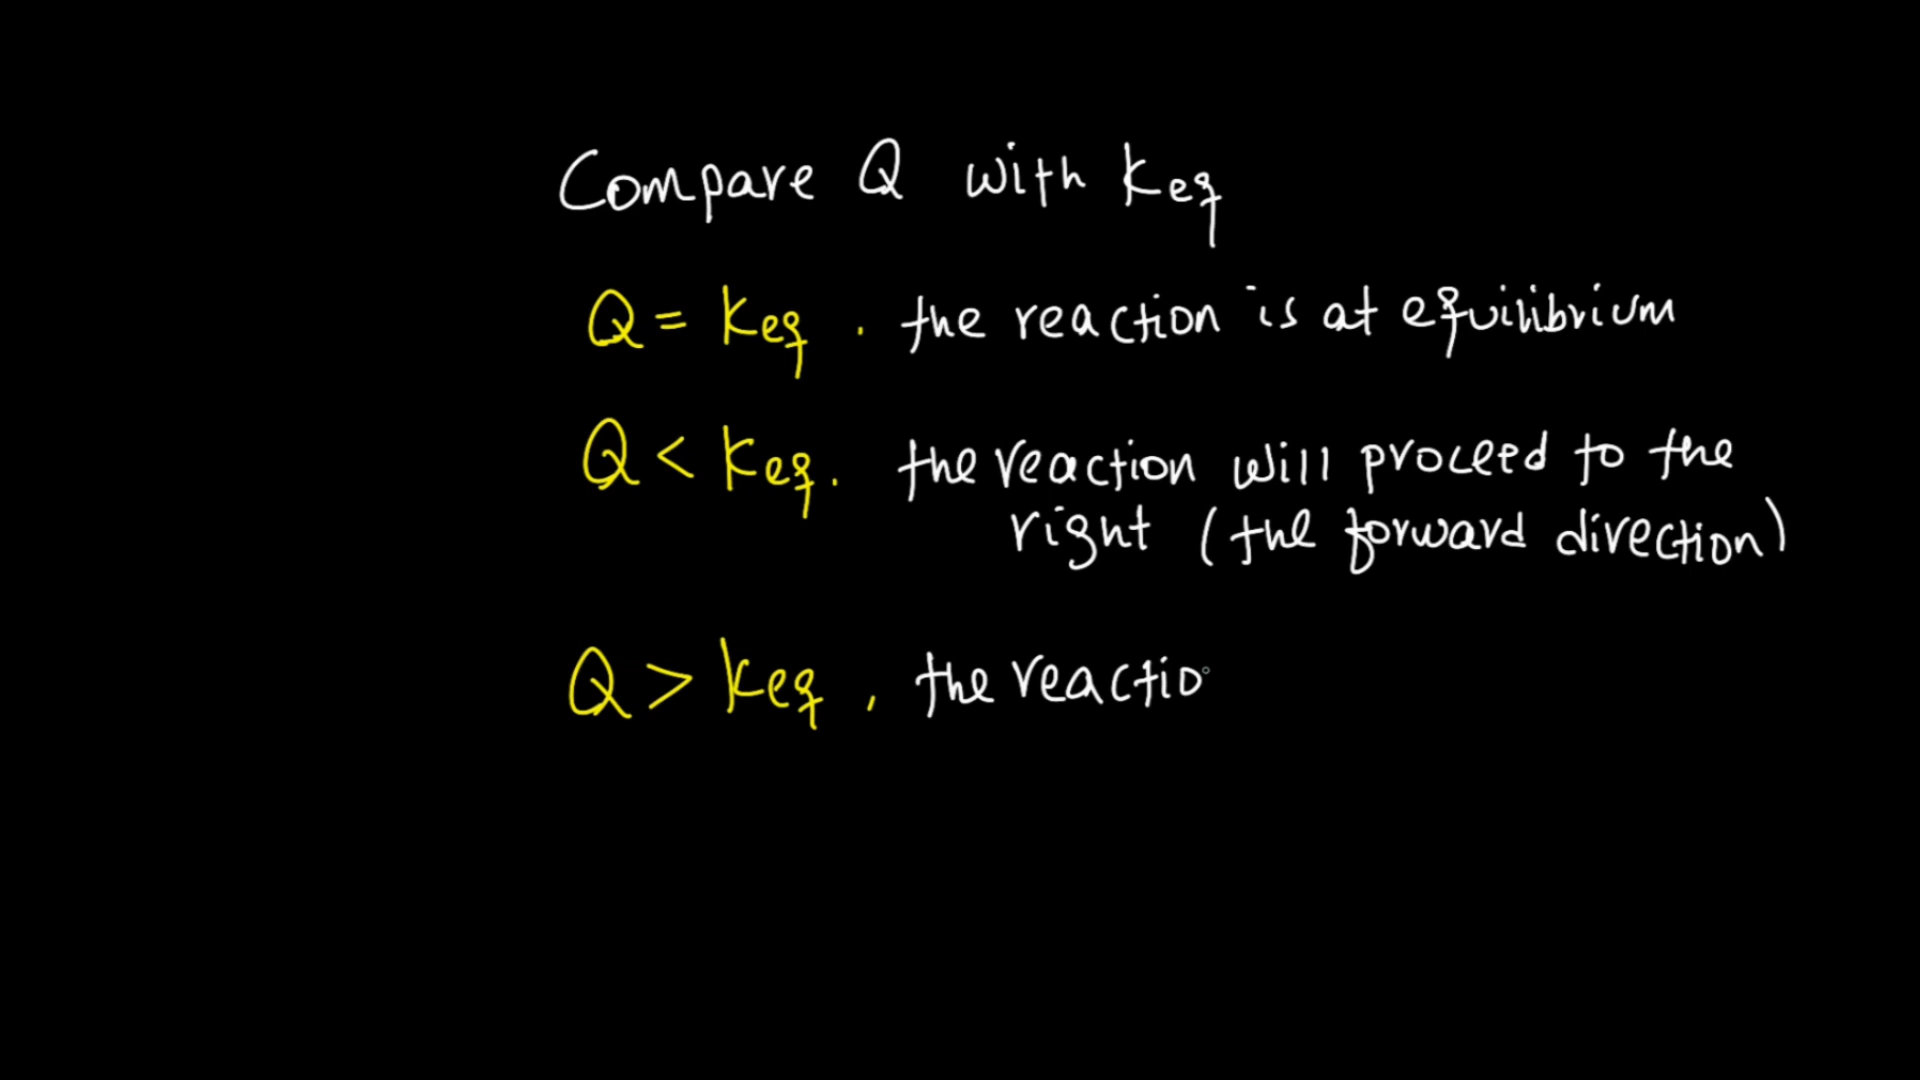 Compare Q with Keq
Q = Keq . the reaction is at equilibrium
Q < Keq. the reaction will proceed to the
right (the forward direction)
Q > Keq , the reactio